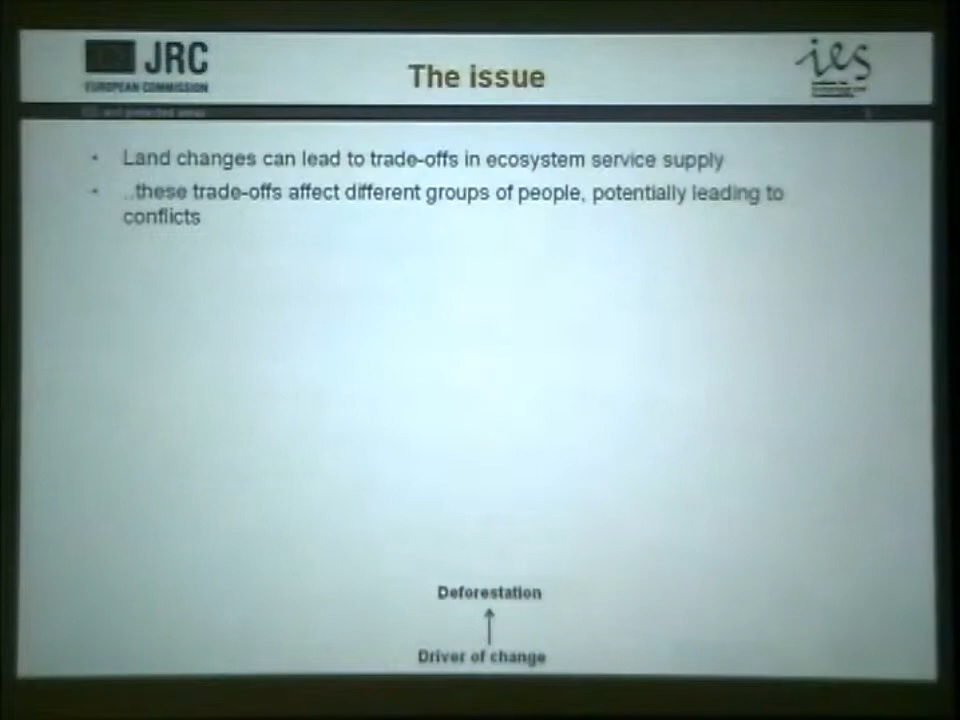 JRC
EUROPEAN COMMISSION
The issue
ies
• Land changes can lead to trade-offs in ecosystem service supply
• ..these trade-offs affect different groups of people, potentially leading to
conflicts
Deforestation
Driver of change